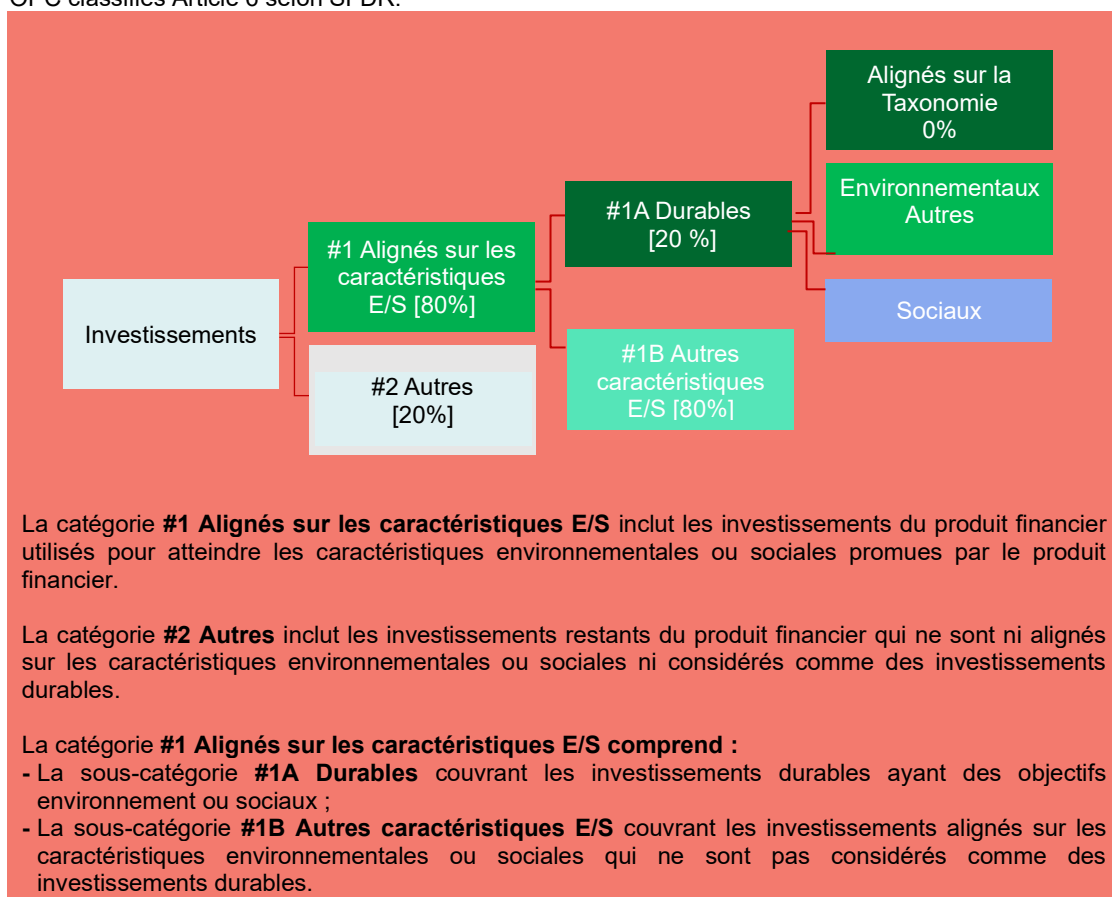 OPC classifiés Article 6 selon SFDR.
Alignés sur la
Taxonomie
0%
Environnementaux
Autres
#1A Durables
[20 %]
#1 Alignés sur les
caractéristiques
E/S [80%]
Sociaux
Investissements
#1B Autres
caractéristiques
E/S [80%]
#2 Autres
[20%]
La catégorie #1 Alignés sur les caractéristiques E/S inclut les investissements du produit financier
utilisés pour atteindre les caractéristiques environnementales ou sociales promues par le produit
financier.
La catégorie #2 Autres inclut les investissements restants du produit financier qui ne sont ni alignés
sur les caractéristiques environnementales ou sociales ni considérés comme des investissements
durables.
La catégorie #1 Alignés sur les caractéristiques E/S comprend :
- La sous-catégorie #1A Durables couvrant les investissements durables ayant des objectifs
environnement ou sociaux ;
- La sous-catégorie #1B Autres caractéristiques E/S couvrant les investissements alignés sur les
caractéristiques environnementales ou sociales qui ne sont pas considérés comme des
investissements durables.